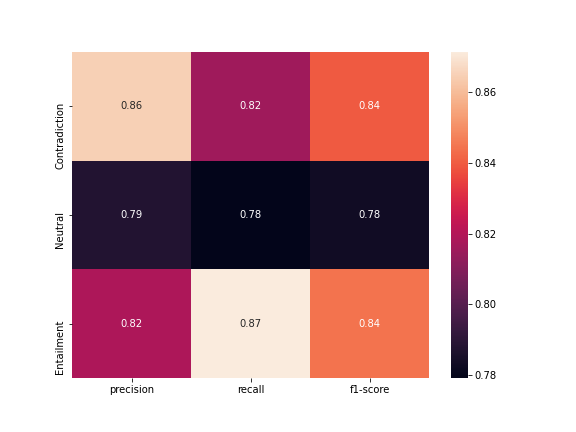 Contradiction
0.86 0.82 0.84
Neutral
0.79 0.78 0.78
Entailment
0.82 0.87 0.84
precision recall f1-score
0.86
0.84
0.82
0.80
0.78